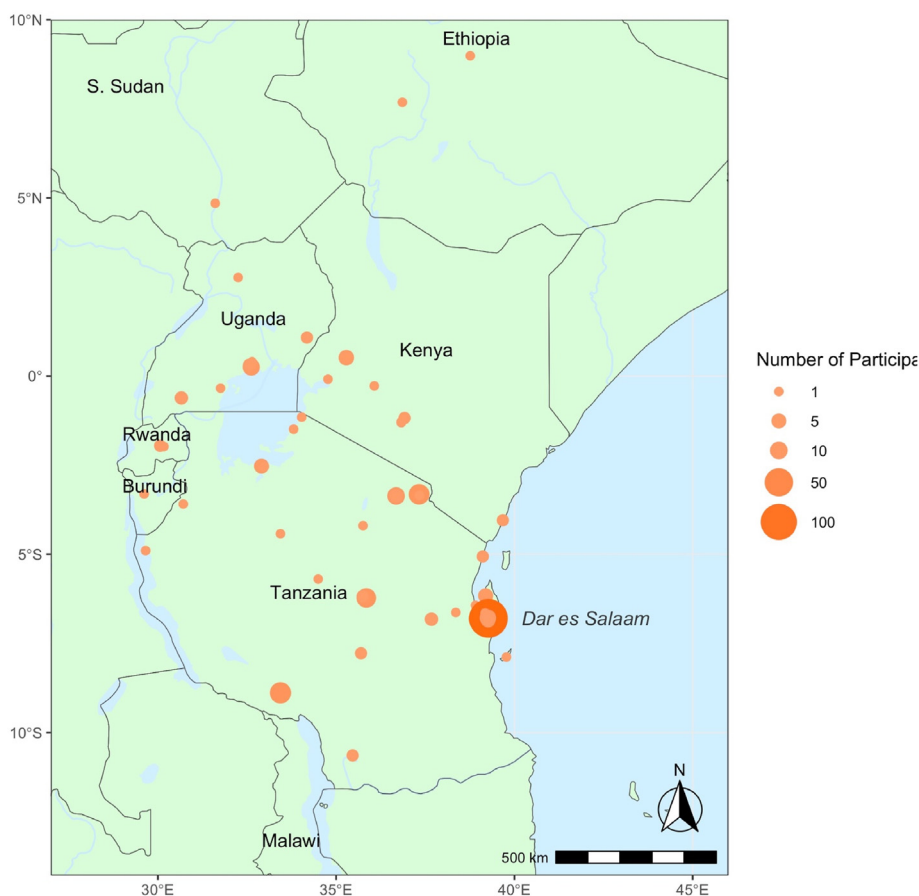 10°N
Ethiopia
S. Sudan
5°N
Uganda
Kenya
0°
Number of Participa
1
5
10
50
100
Rwanda
Burundi
5°S
Tanzania
Dar es Salaam
10°S
N
Malawi
500 km
30°E
35°E
40°E
45°E